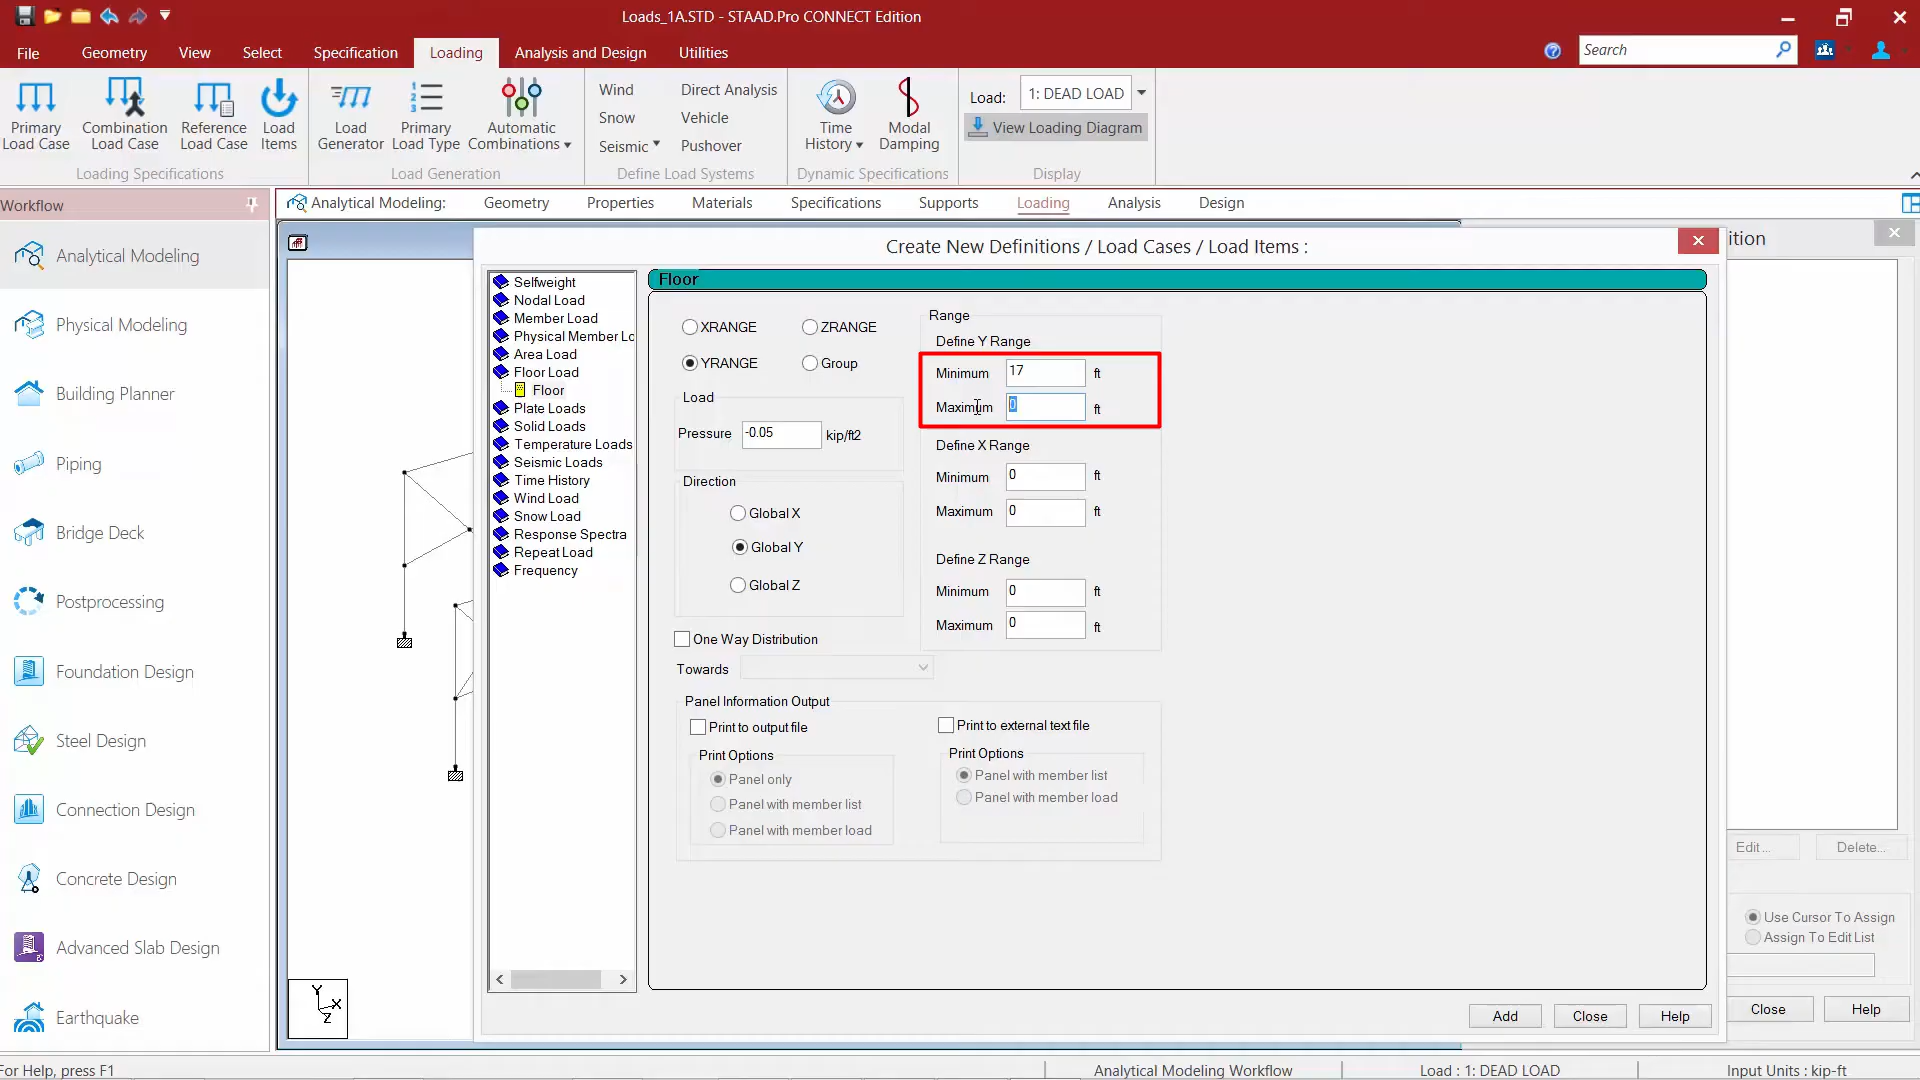 Loads_1A.STD - STAAD.Pro CONNECT Edition
File Geometry View Select Specification Loading Analysis and Design Utilities Search
Primary Load Case
Combination Load Case
Reference Load Case
Load Items
Loading Specifications
Load Generator
Primary Load Type
Automatic Combinations
Load Generation
Wind
Snow
Seismic
Direct Analysis
Vehicle
Pushover
Define Load Systems
Time History
Modal Damping
Dynamic Specifications
Load: 1: DEAD LOAD
View Loading Diagram
Display
Workflow
Analytical Modeling: Geometry Properties Materials Specifications Supports Loading Analysis Design
Analytical Modeling
Physical Modeling
Building Planner
Piping
Bridge Deck
Postprocessing
Foundation Design
Steel Design
Connection Design
Concrete Design
Advanced Slab Design
Earthquake
Create New Definitions / Load Cases / Load Items :
ition
Selfweight
Nodal Load
Member Load
Physical Member Lo
Area Load
Floor Load
Floor
Plate Loads
Solid Loads
Temperature Loads
Seismic Loads
Time History
Wind Load
Snow Load
Response Spectra
Repeat Load
Frequency
Floor
XRANGE ZRANGE
YRANGE Group
Load
Pressure -0.05 kip/ft2
Direction
Global X
Global Y
Global Z
One Way Distribution
Towards
Range
Define Y Range
Minimum 17 ft
Maximum 0 ft
Define X Range
Minimum 0 ft
Maximum 0 ft
Define Z Range
Minimum 0 ft
Maximum 0 ft
Panel Information Output
Print to output file
Print Options
Panel only
Panel with member list
Panel with member load
Print to external text file
Print Options
Panel with member list
Panel with member load
Add Close Help
Edit... Delete...
Use Cursor To Assign
Assign To Edit List
Close Help
Y
X
Z
For Help, press F1 Analytical Modeling Workflow Load : 1: DEAD LOAD Input Units : kip-ft